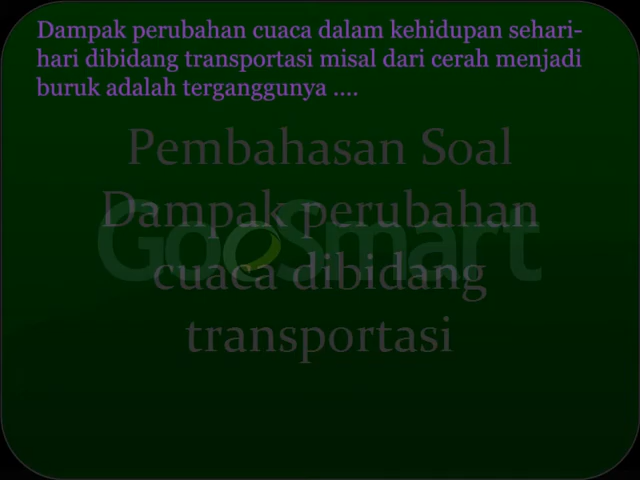 Dampak perubahan cuaca dalam kehidupan sehari-
hari dibidang transportasi misal dari cerah menjadi
buruk adalah terganggunya ....
Pembahasan Soal
Dampak perubahan
cuaca dibidang
transportasi
GooSmart